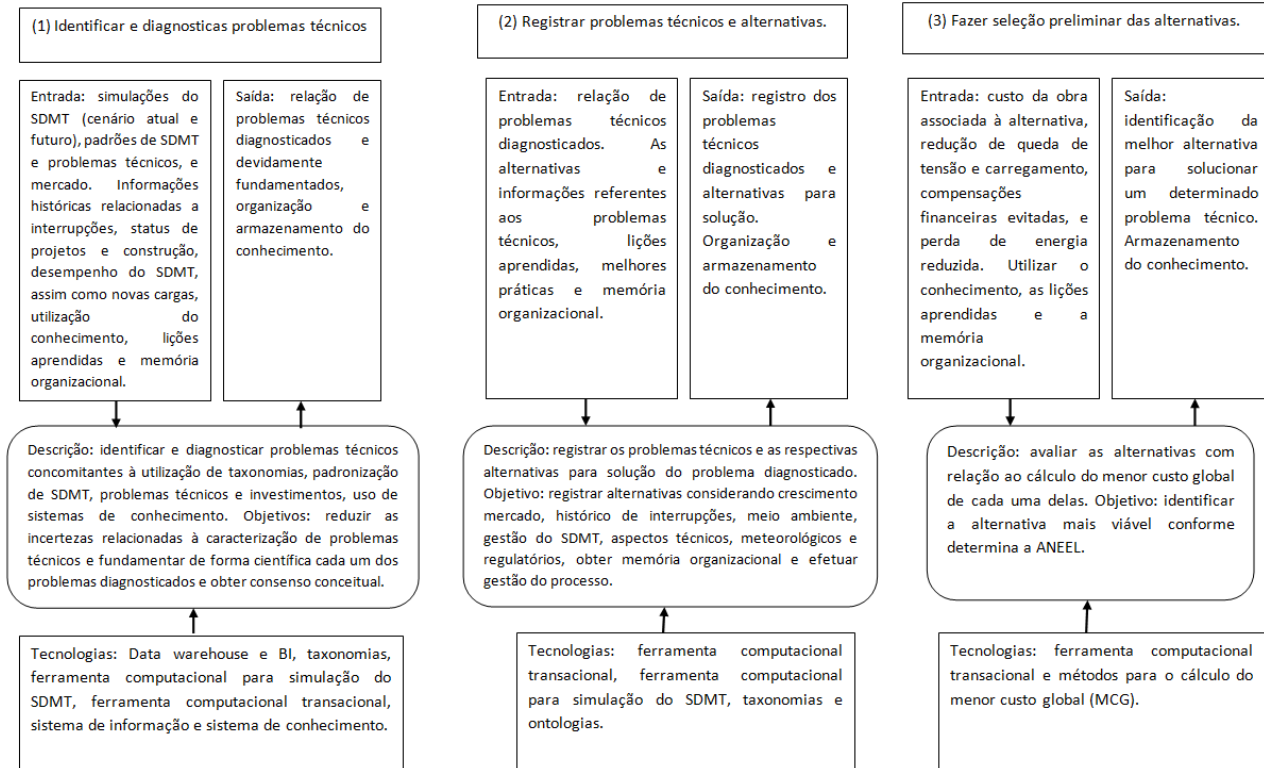 (1) Identificar e diagnosticas problemas técnicos
Entrada: simulações do
SDMT (cenário atual e
futuro), padrões de SDMT
e problemas técnicos, e
mercado. Informações
históricas relacionadas a
interrupções, status de
projetos e construção,
desempenho do SDMT,
assim como novas cargas,
utilização do
conhecimento, lições
aprendidas e memória
organizacional.
Saída: relação de
problemas técnicos
diagnosticados e
devidamente
fundamentados,
organização e
armazenamento do
conhecimento.
Descrição: identificar e diagnosticar problemas técnicos
concomitantes à utilização de taxonomias, padronização
de SDMT, problemas técnicos e investimentos, uso de
sistemas de conhecimento. Objetivos: reduzir as
incertezas relacionadas à caracterização de problemas
técnicos e fundamentar de forma científica cada um dos
problemas diagnosticados e obter consenso conceitual.
Tecnologias: Data warehouse e BI, taxonomias,
ferramenta computacional para simulação do
SDMT, ferramenta computacional transacional,
sistema de informação e sistema de conhecimento.
(2) Registrar problemas técnicos e alternativas.
Entrada: relação de
problemas técnicos
diagnosticados. As
alternativas e
informações referentes
aos problemas
técnicos, lições
aprendidas, melhores
práticas e memória
organizacional.
Saída: registro dos
problemas
técnicos
diagnosticados e
alternativas para
solução.
Organização e
armazenamento
do conhecimento.
Descrição: registrar os problemas técnicos e as respectivas
alternativas para solução do problema diagnosticado.
Objetivo: registrar alternativas considerando crescimento
mercado, histórico de interrupções, meio ambiente,
gestão do SDMT, aspectos técnicos, meteorológicos e
regulatórios, obter memória organizacional e efetuar
gestão do processo.
Tecnologias: ferramenta computacional
transacional, ferramenta computacional
para simulação do SDMT, taxonomias e
ontologias.
(3) Fazer seleção preliminar das alternativas.
Entrada: custo da obra
associada à alternativa,
redução de queda de
tensão e carregamento,
compensações
financeiras evitadas, e
perda de energia
reduzida. Utilizar o
conhecimento, as lições
aprendidas e a
memória
organizacional.
Saída:
identificação da
melhor alternativa
para solucionar
um determinado
problema técnico.
Armazenamento
do conhecimento.
Descrição: avaliar as alternativas com
relação ao cálculo do menor custo global
de cada uma delas. Objetivo: identificar
a alternativa mais viável conforme
determina a ANEEL.
Tecnologias: ferramenta computacional
transacional e métodos para o cálculo do
menor custo global (MCG).